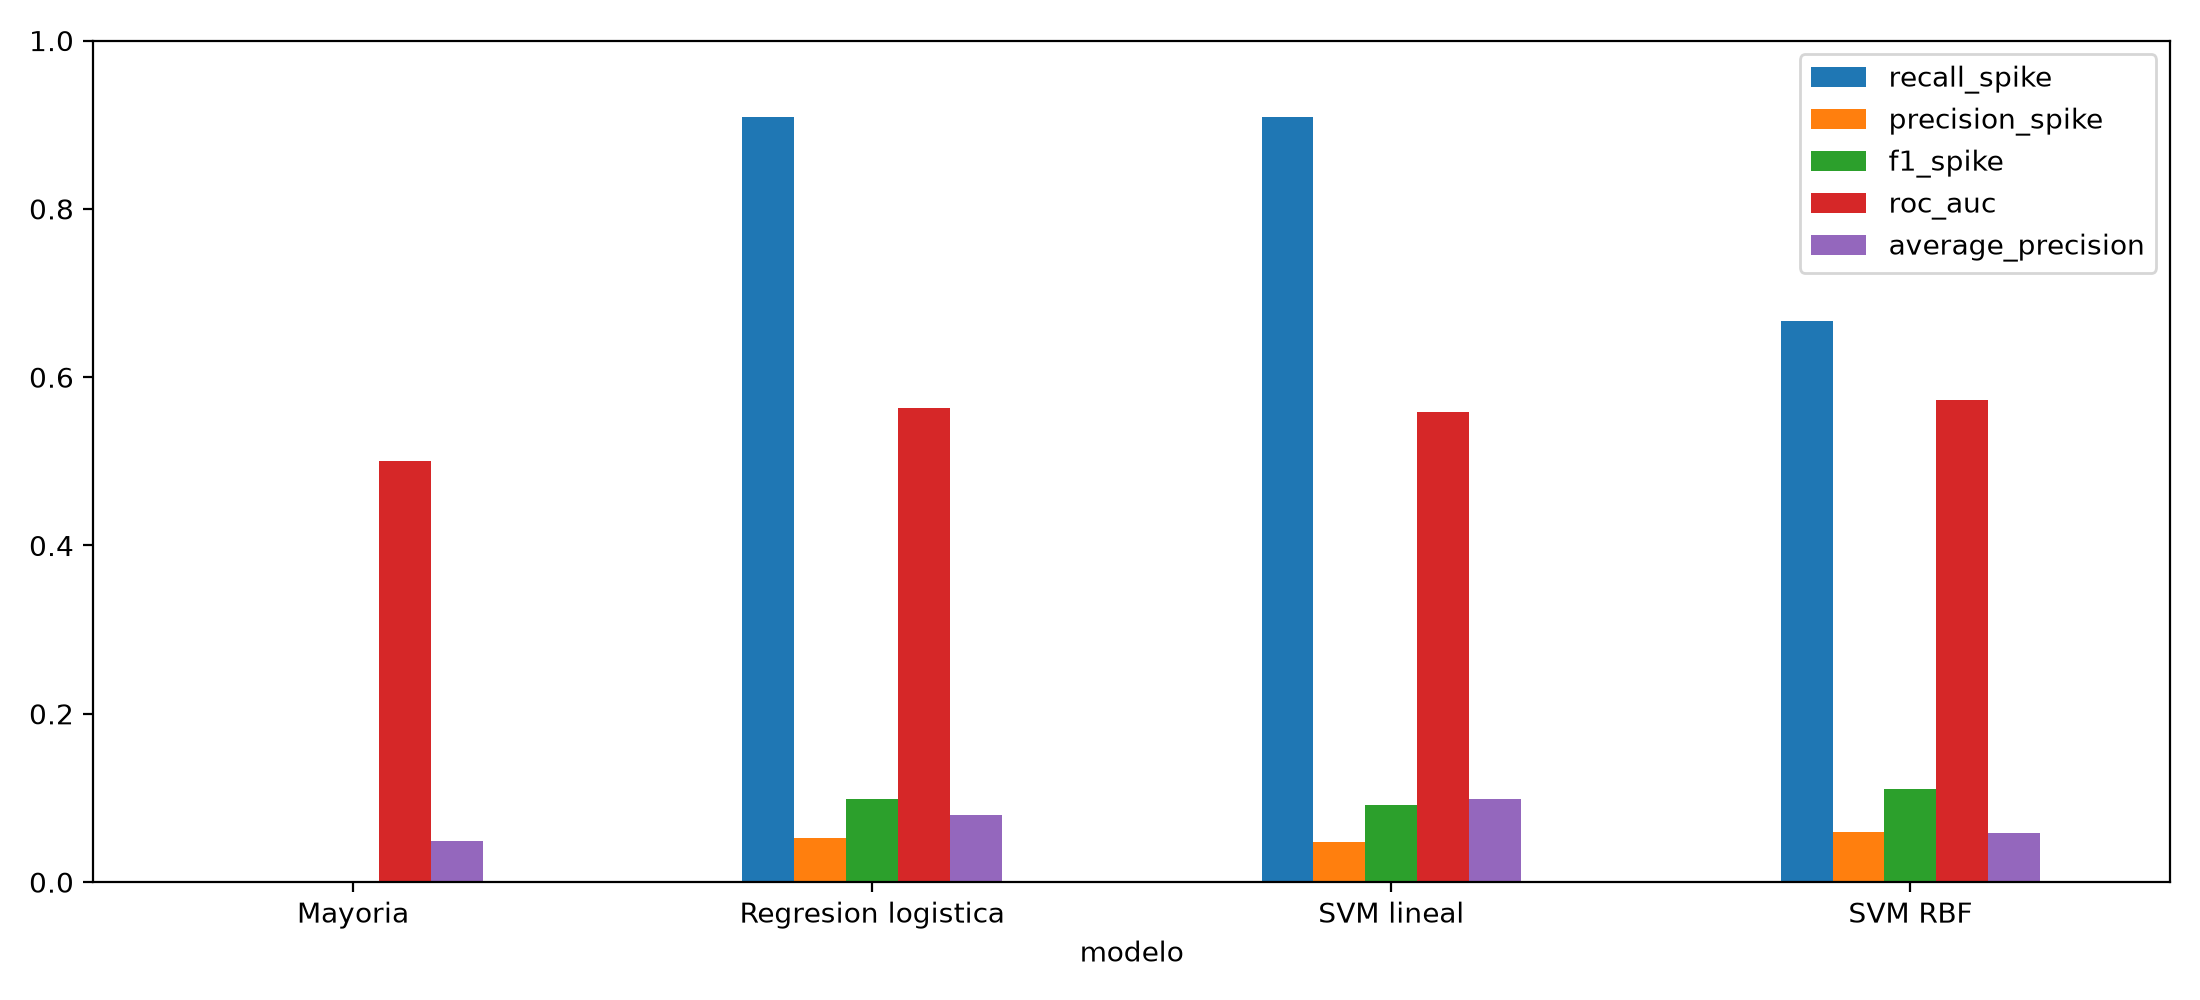 1.0
0.8
0.6
0.4
0.2
0.0
recall_spike
precision_spike
f1_spike
roc_auc
average_precision
Mayoria
Regresion logistica
SVM lineal
SVM RBF
modelo